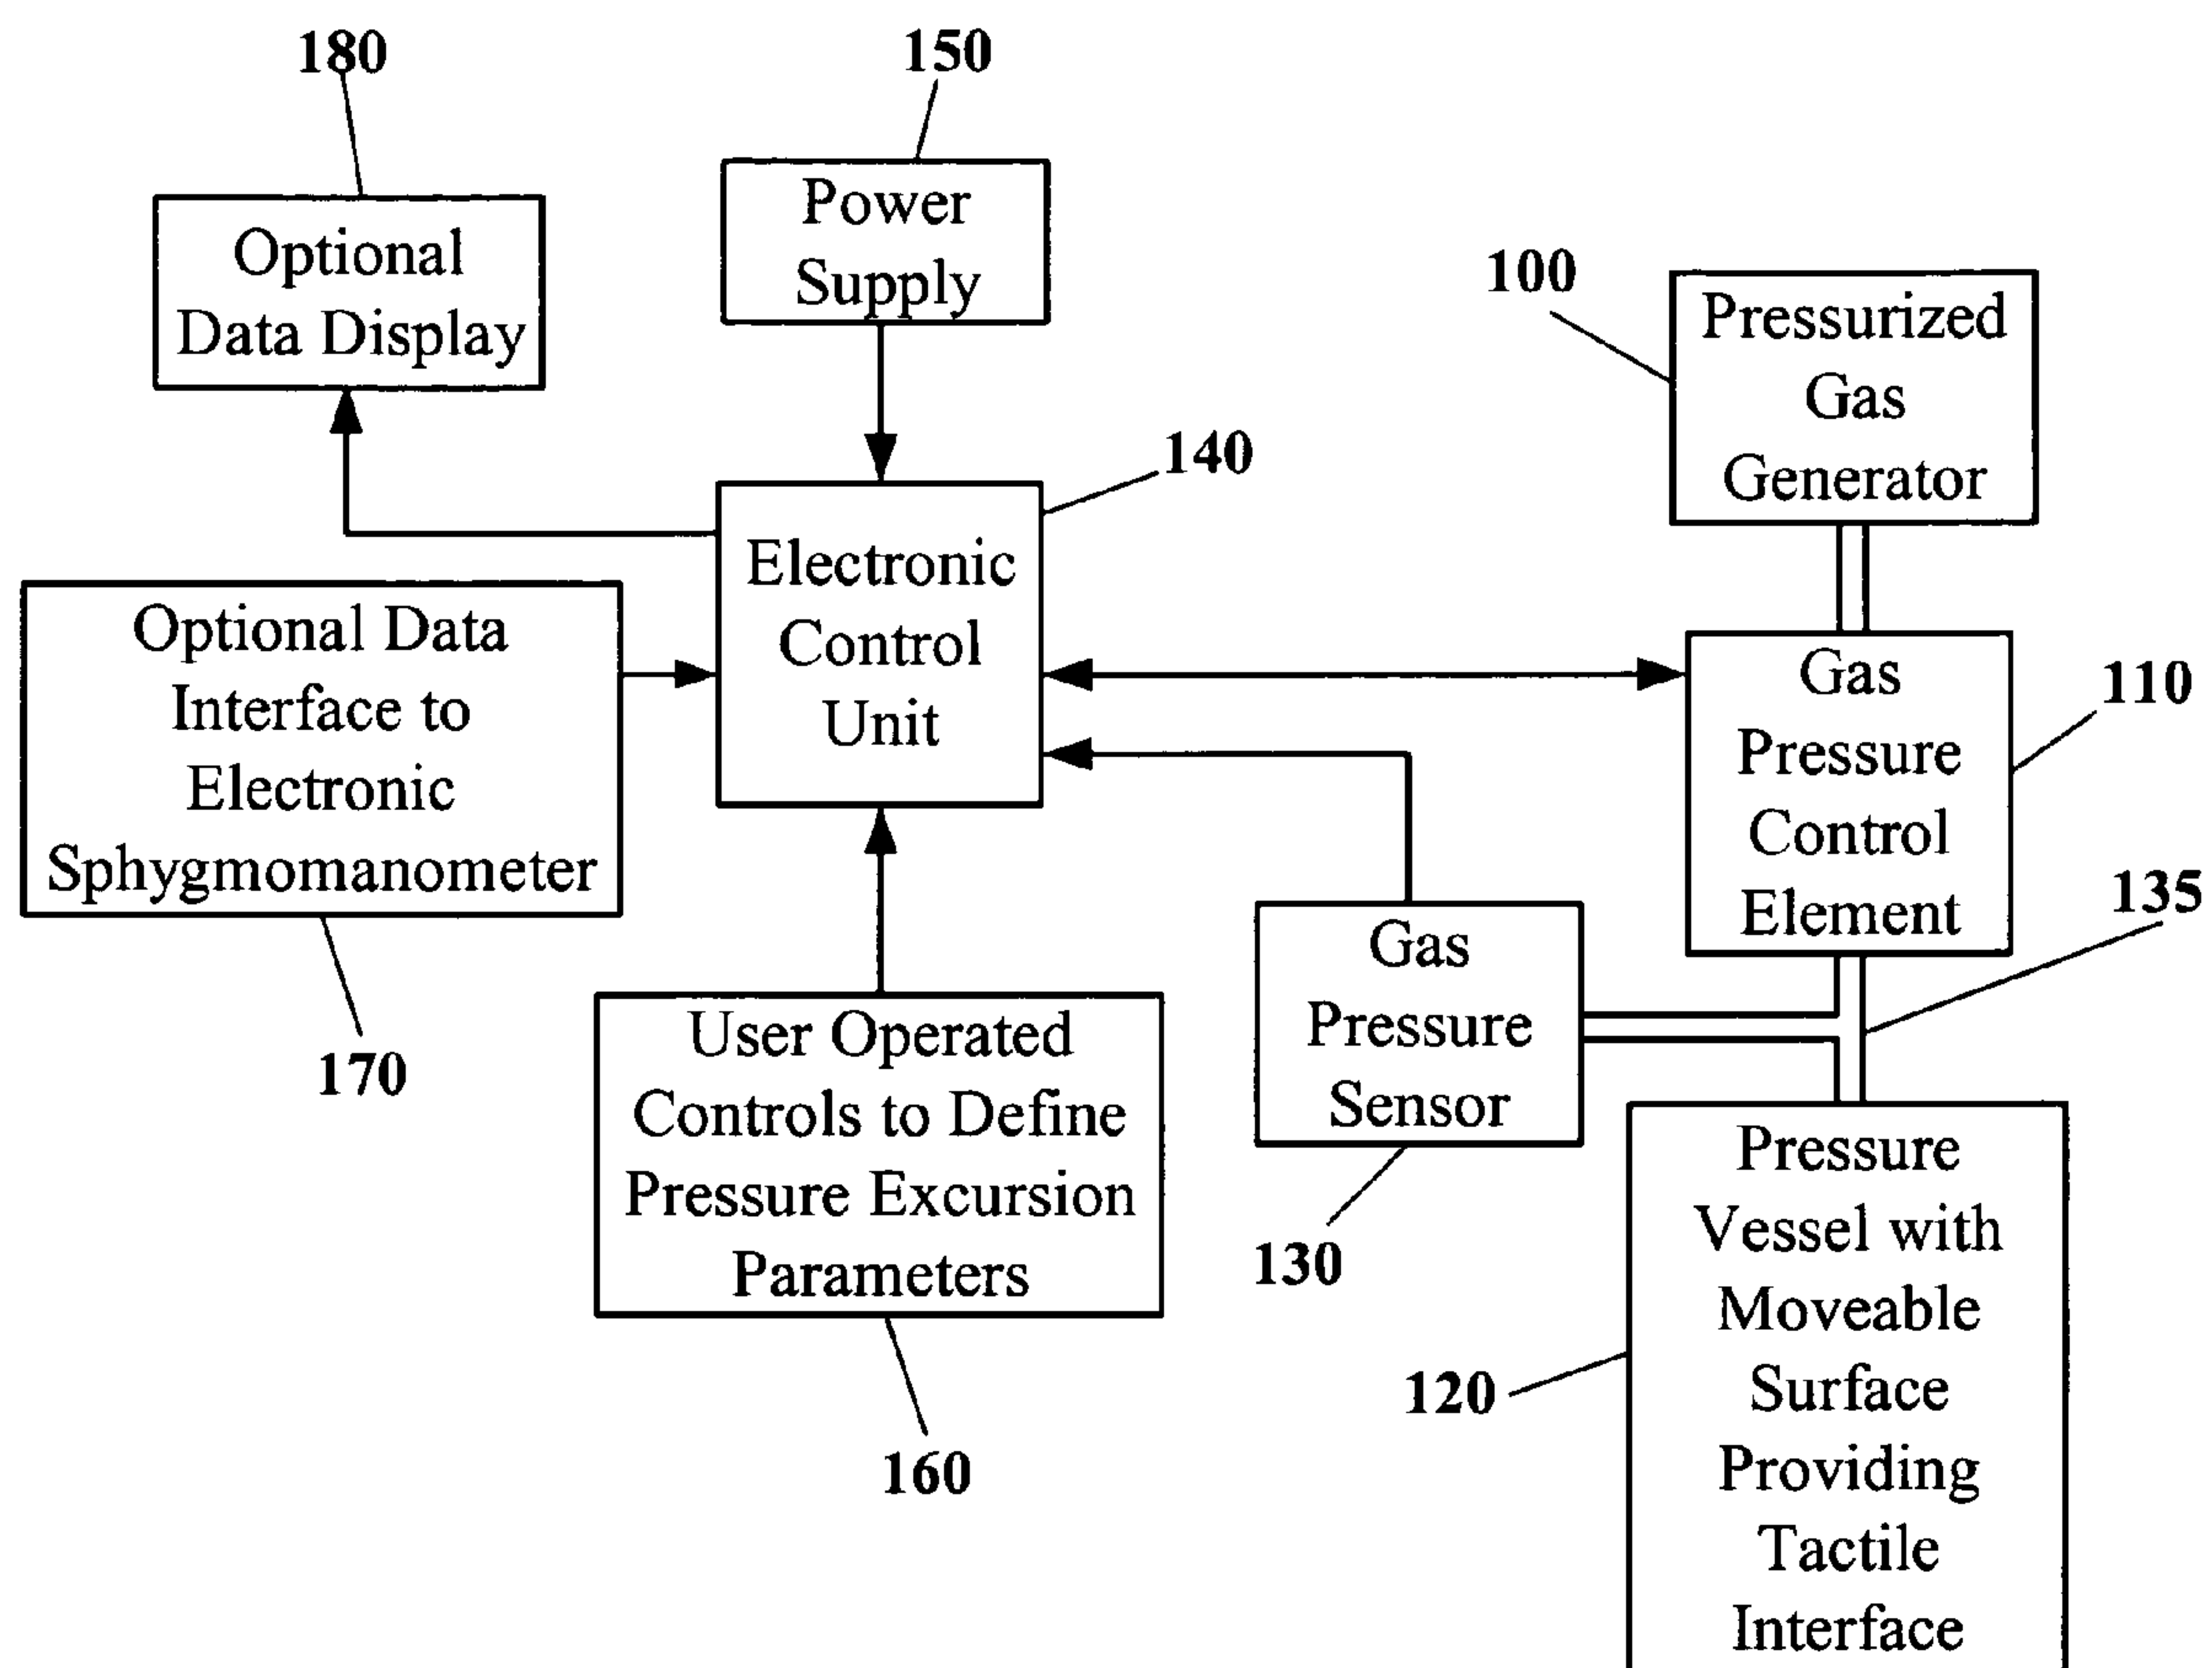 180
150
Optional
Data Display
Power
Supply
100
Pressurized
Gas
Generator
140
Electronic
Control
Unit
Optional Data
Interface to
Electronic
Sphygmomanometer
170
Gas
Pressure
Control
Element
110
135
Gas
Pressure
Sensor
130
User Operated
Controls to Define
Pressure Excursion
Parameters
160
120
Pressure
Vessel with
Moveable
Surface
Providing
Tactile
Interface